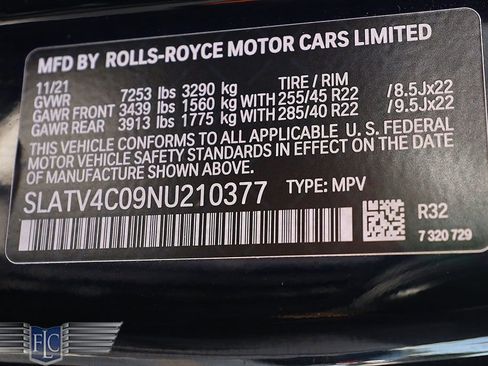 MFD BY ROLLS-ROYCE MOTOR CARS LIMITED
11/21 TIRE / RIM
GVWR 7253 lbs 3290 kg
GAWR FRONT 3439 lbs 1560 kg WITH 255/45 R22 /8.5Jx22
GAWR REAR 3913 lbs 1775 kg WITH 285/40 R22 /9.5Jx22
THIS VEHICLE CONFORMS TO ALL APPLICABLE U. S. FEDERAL
MOTOR VEHICLE SAFETY STANDARDS IN EFFECT ON THE DATE
OF MANUFACTURE SHOWN ABOVE.
SLATV4C09NU210377 TYPE: MPV
R32
7 320 729
FLC